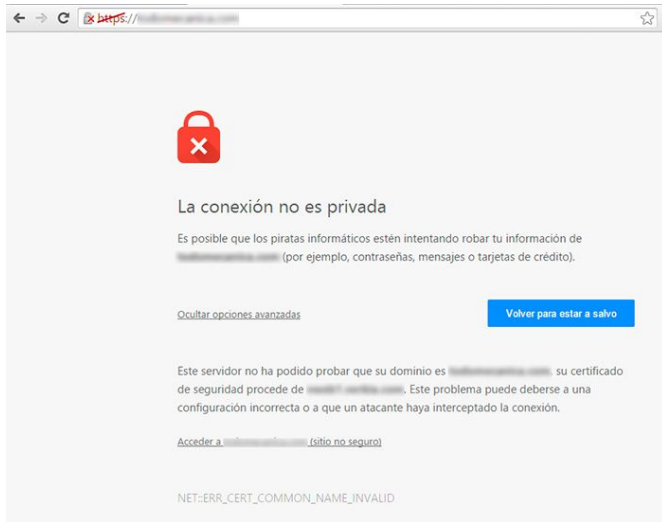 https://
La conexión no es privada
Es posible que los piratas informáticos estén intentando robar tu información de
(por ejemplo, contraseñas, mensajes o tarjetas de crédito).
Ocultar opciones avanzadas
Volver para estar a salvo
Este servidor no ha podido probar que su dominio es su certificado
de seguridad procede de . Este problema puede deberse a una
configuración incorrecta o a que un atacante haya interceptado la conexión.
Acceder a (sitio no seguro)
NET::ERR_CERT_COMMON_NAME_INVALID